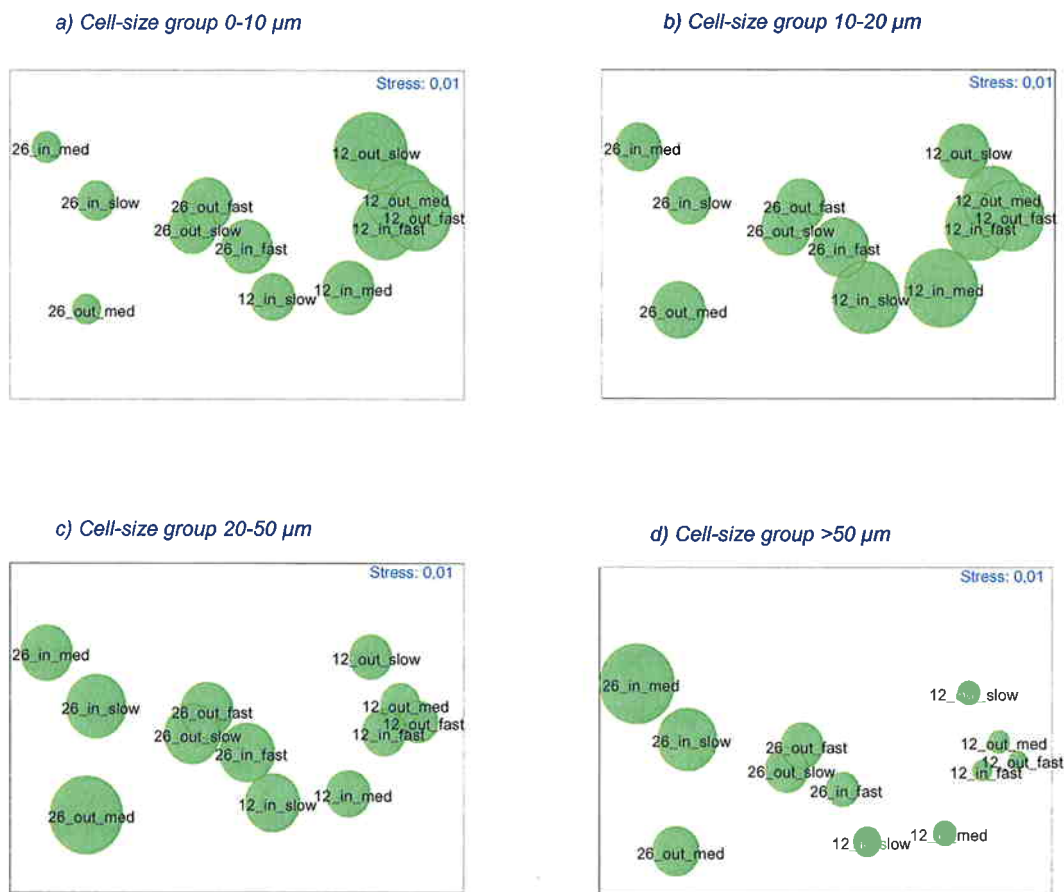 a) Cell-size group 0-10 µm
Stress: 0,01
26_in_med
12_out_slow
26_in_slow
12_out_med
26_out_fast
12_out_fast
26_out_slow
12_in_fast
26_in_fast
12_in_med
12_in_slow
26_out_med
b) Cell-size group 10-20 µm
Stress: 0,01
26_in_med
12_out_slow
26_in_slow
12_out_med
26_out_fast
12_out_fast
26_out_slow
12_in_fast
26_in_fast
12_in_med
12_in_slow
26_out_med
c) Cell-size group 20-50 µm
Stress: 0,01
26_in_med
12_out_slow
26_in_slow
12_out_med
26_out_fast
12_out_fast
26_out_slow
12_in_fast
26_in_fast
12_in_med
12_in_slow
26_out_med
d) Cell-size group >50 µm
Stress: 0,01
26_in_med
12_out_slow
26_in_slow
12_out_med
26_out_fast
12_out_fast
26_out_slow
12_in_fast
26_in_fast
12_in_med
12_in_slow
26_out_med